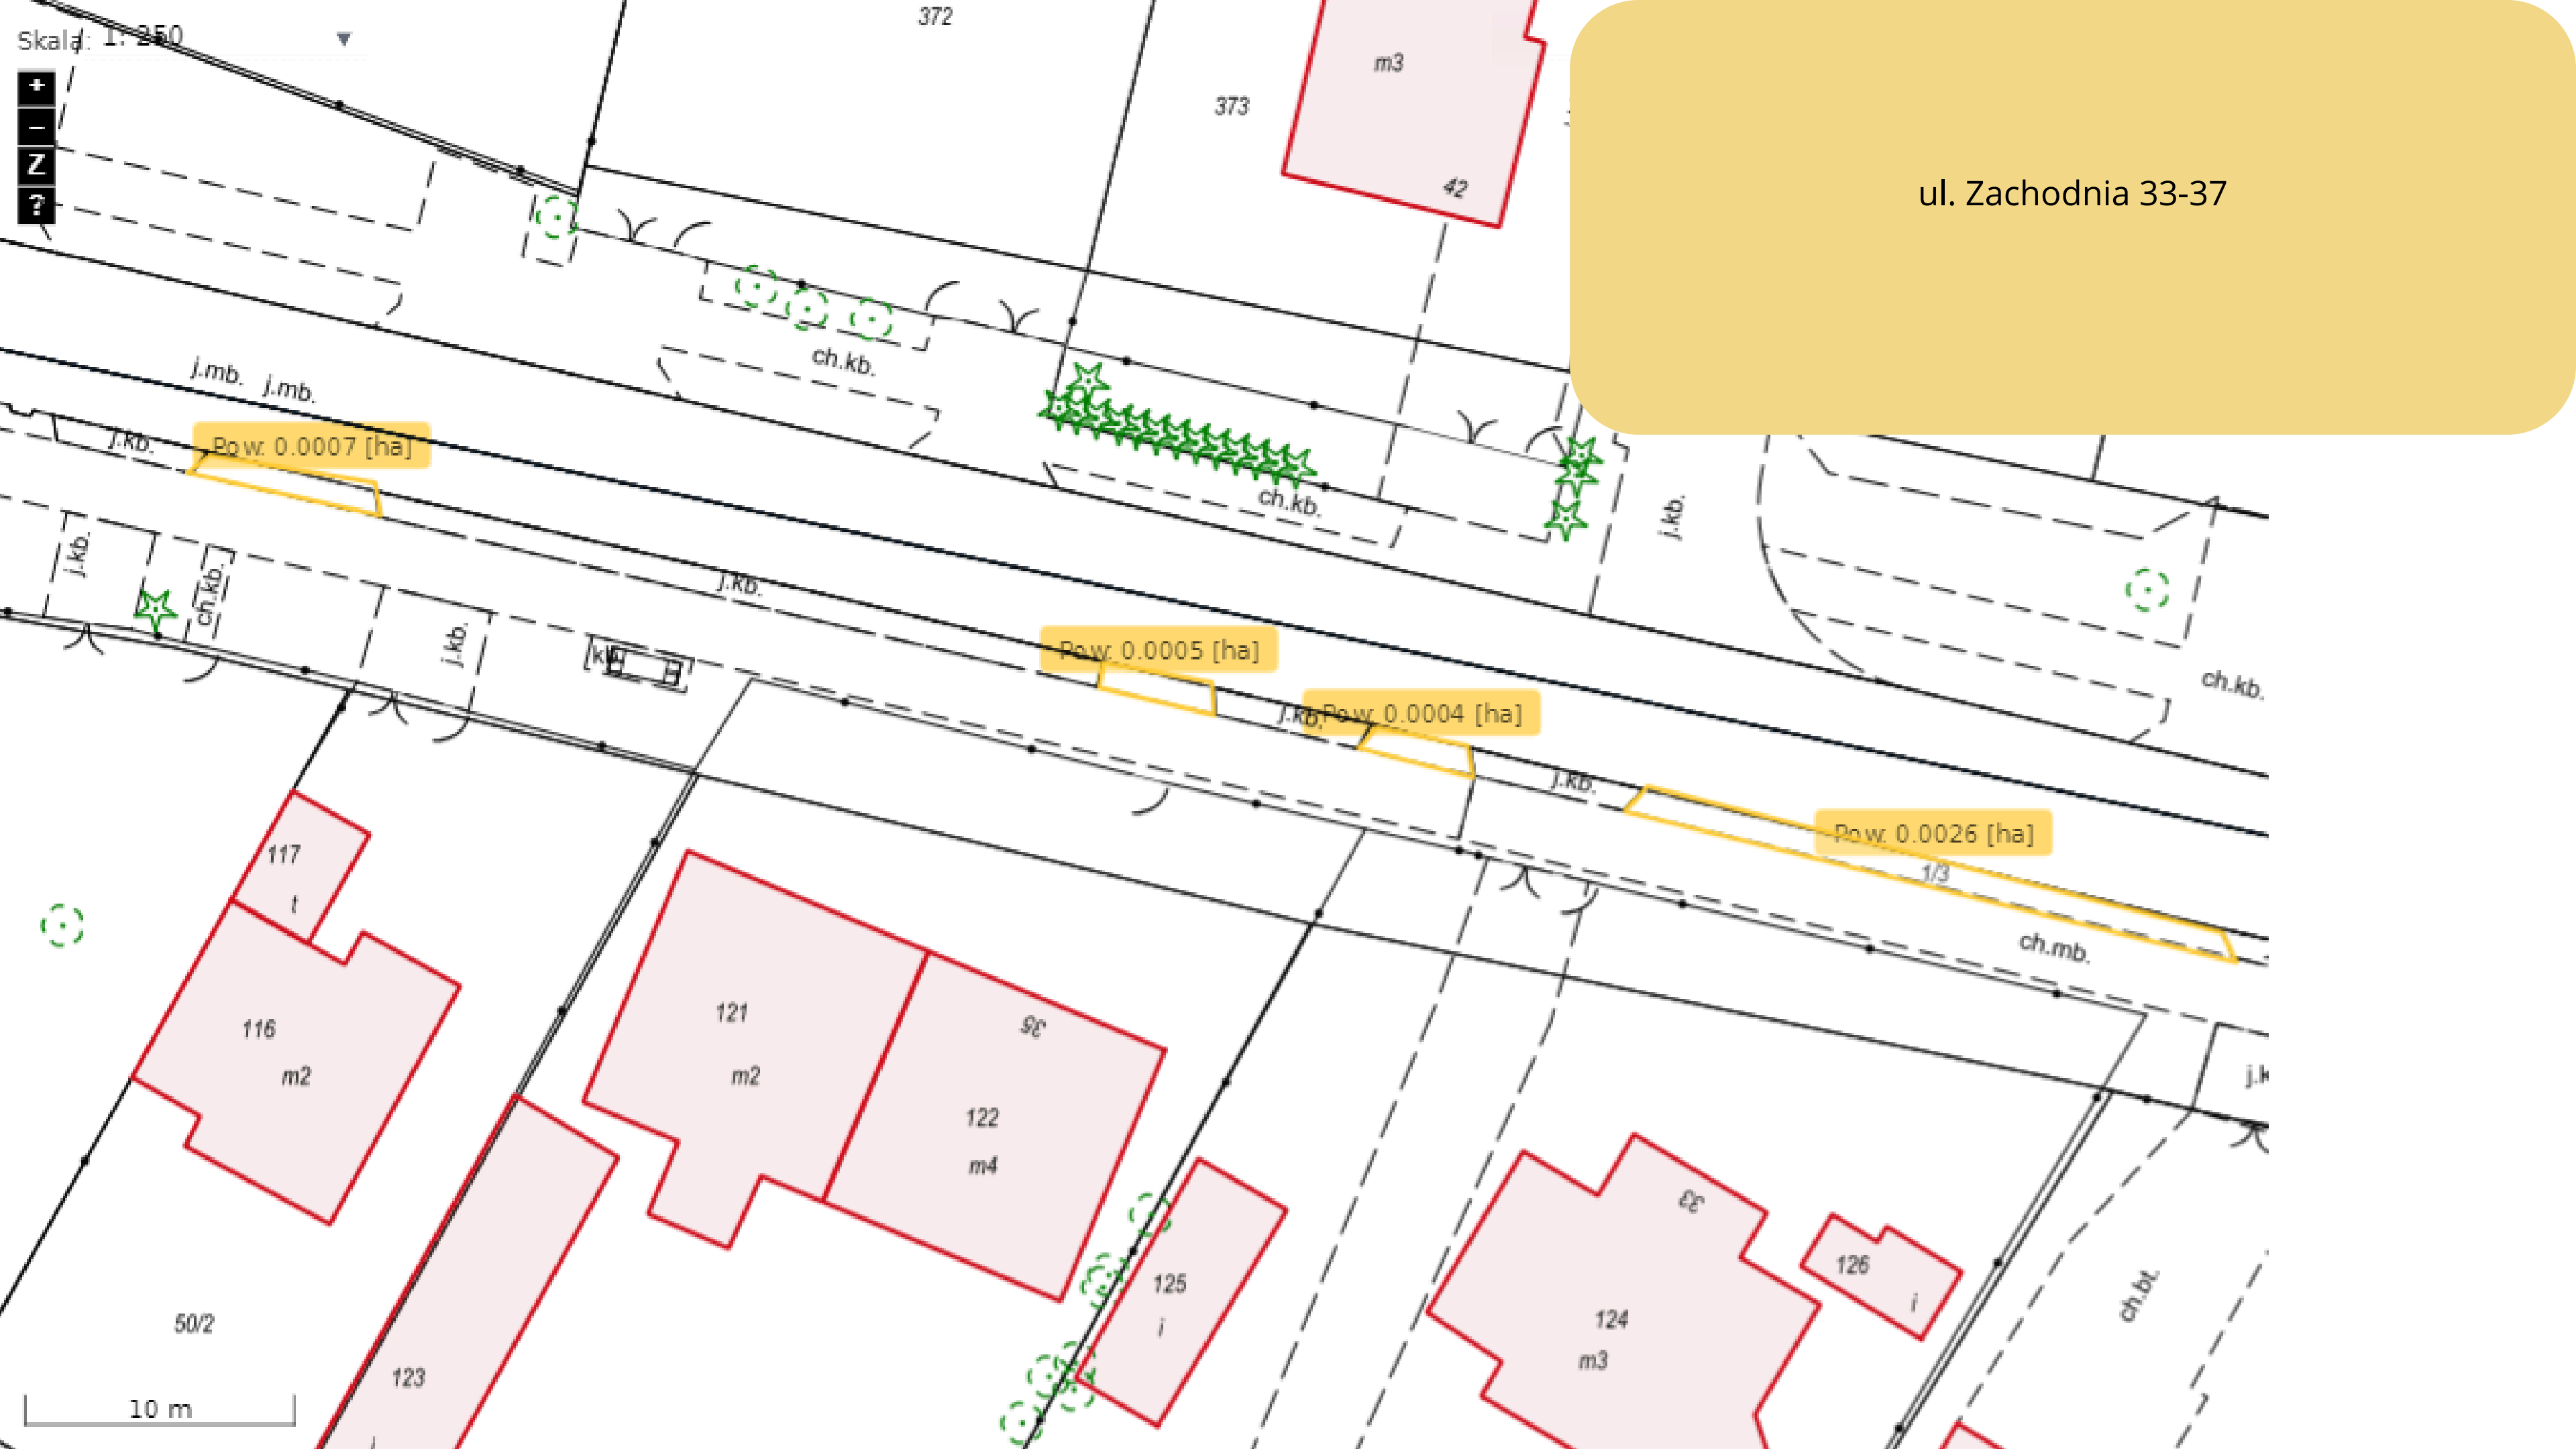 372
Skala: 1: 250
m3
373
42
ul. Zachodnia 33-37
+
−
Z
?
ch.kb.
j.mb. j.mb.
j.kb.
Pow: 0.0007 [ha]
ch.kb.
j.kb.
j.kb.
ch.kb.
j.kb.
j.kb.
Pow: 0.0005 [ha]
ch.kb.
j.kb.
Pow: 0.0004 [ha]
j.kb.
Pow: 0.0026 [ha]
1/3
117
t
ch.mb.
116
m2
121
m2
35
122
m4
33
125
i
126
i
124
m3
ch.bt.
50/2
123
10 m